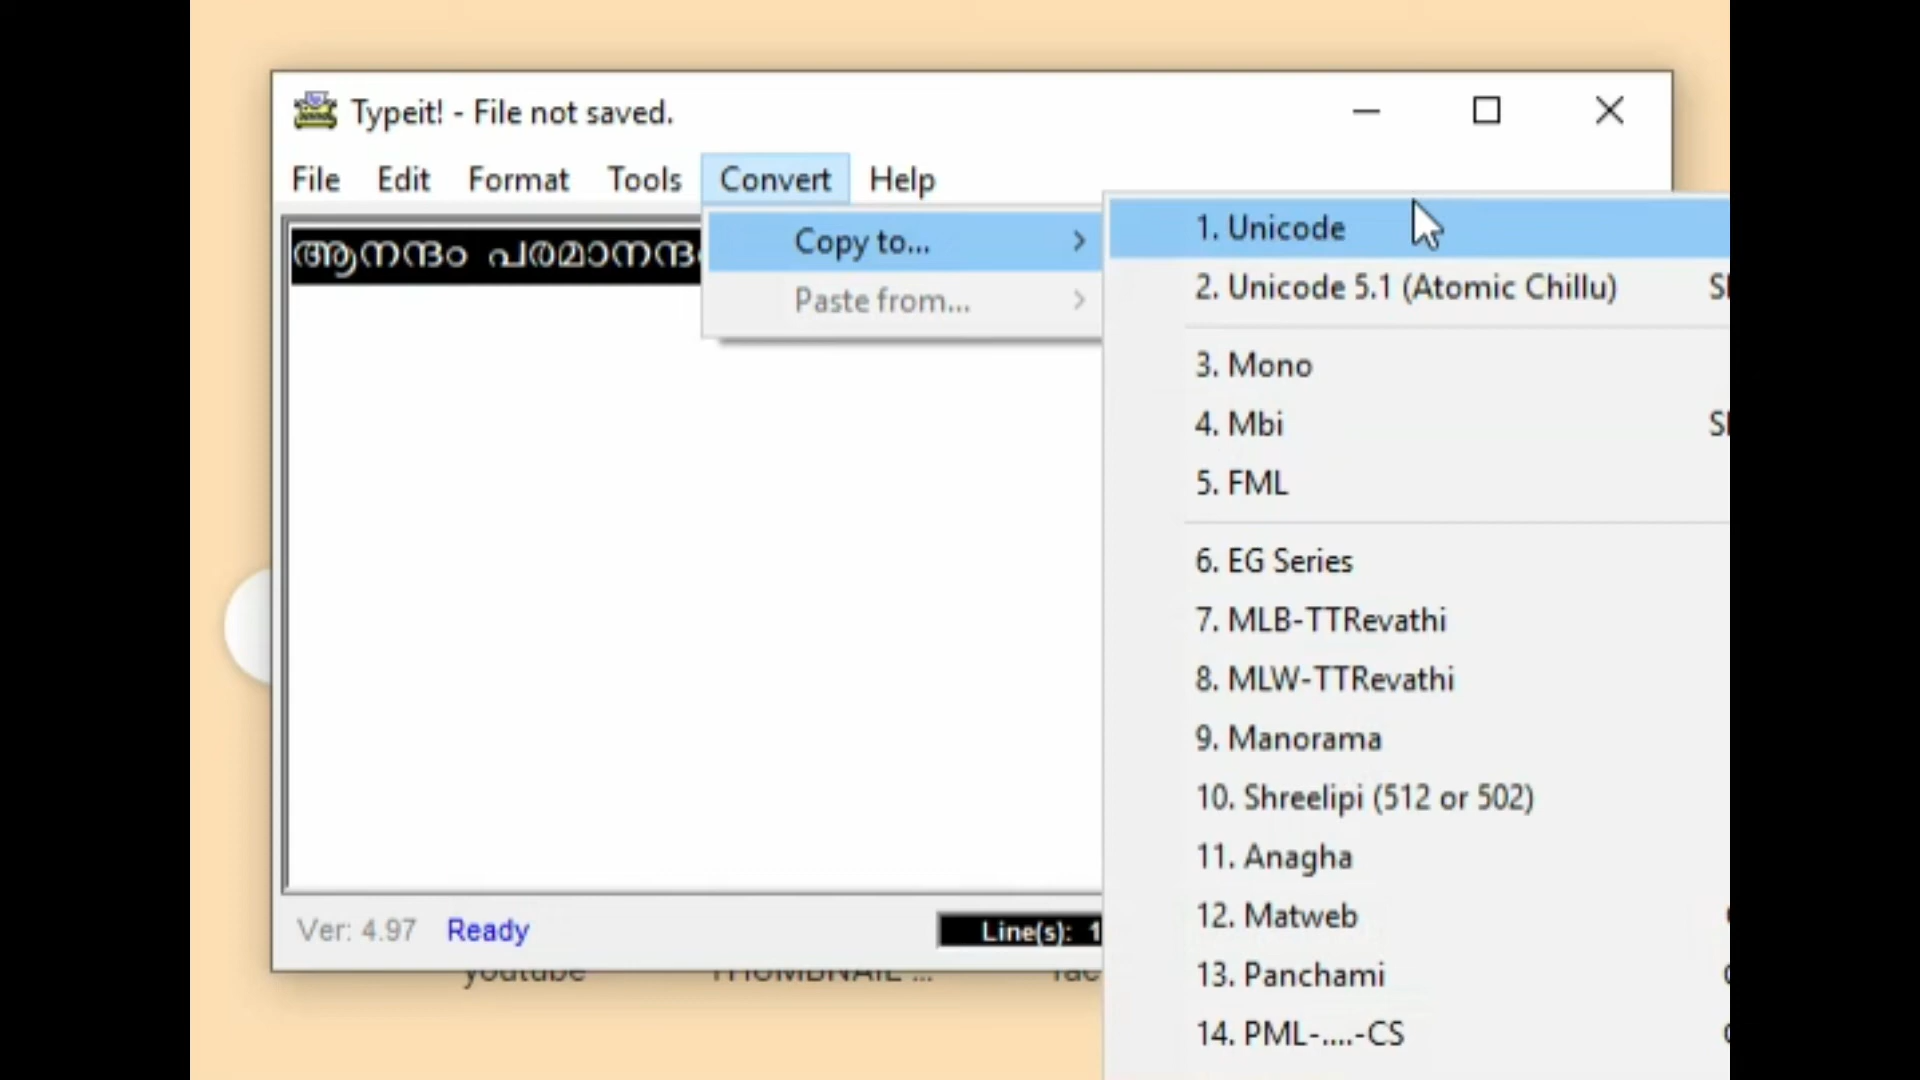 Typeit! - File not saved.
File Edit Format Tools Convert Help
ആനന്ദം പരമാനന്ദം
Copy to...
Paste from...
1. Unicode
2. Unicode 5.1 (Atomic Chillu)
3. Mono
4. Mbi
5. FML
6. EG Series
7. MLB-TTRevathi
8. MLW-TTRevathi
9. Manorama
10. Shreelipi (512 or 502)
11. Anagha
12. Matweb
13. Panchami
14. PML-....-CS
Ver: 4.97 Ready Line(s): 1
youtube THUMBNAIL ...